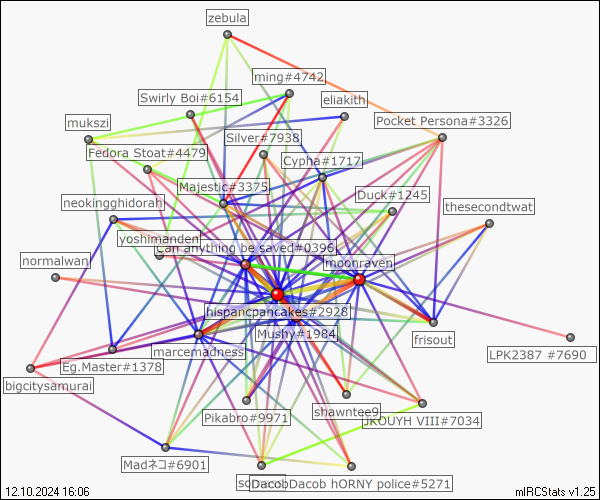 zebula
ming#4742
Swirly Boi#6154
eliakith
mukszi
Pocket Persona#3326
Silver#7938
Fedora Stoat#4479
Cypha#1717
Majestic#3375
Duck#1245
neokingghidorah
thesecondtwat
yoshimanden
Can anything be saved#0396
normalwan
moonraven
hispancpancakes#2928
Mushy#1984
frisout
marcemadness
LPK2387 #7690
Eg.Master#1378
bigcitysamurai
shawntee9
Pikabro#9971
JKOUYH VIII#7034
Madネコ#6901
DacobDacob hORNY police#5271
12.10.2024 16:06
mIRCStats v1.25